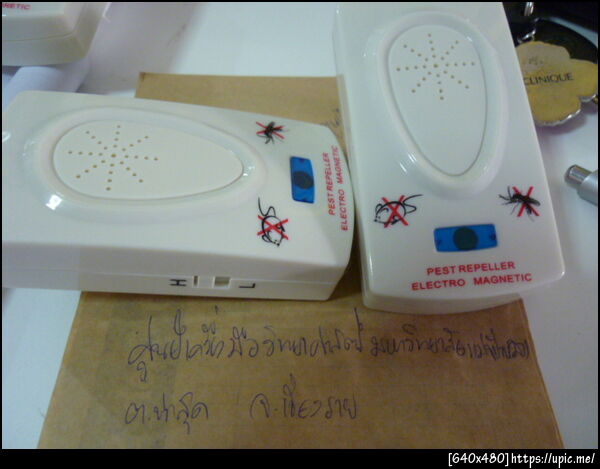 CLINIQUE
PEST REPELLER
ELECTRO MAGNETIC
H L
PEST REPELLER
ELECTRO MAGNETIC
ศูนย์เครื่องมือวิทยาศาสตร์ มหาวิทยาลัยแม่ฟ้าหลวง
ต.ท่าสุด จ.เชียงราย
[640x480]https://upic.me/